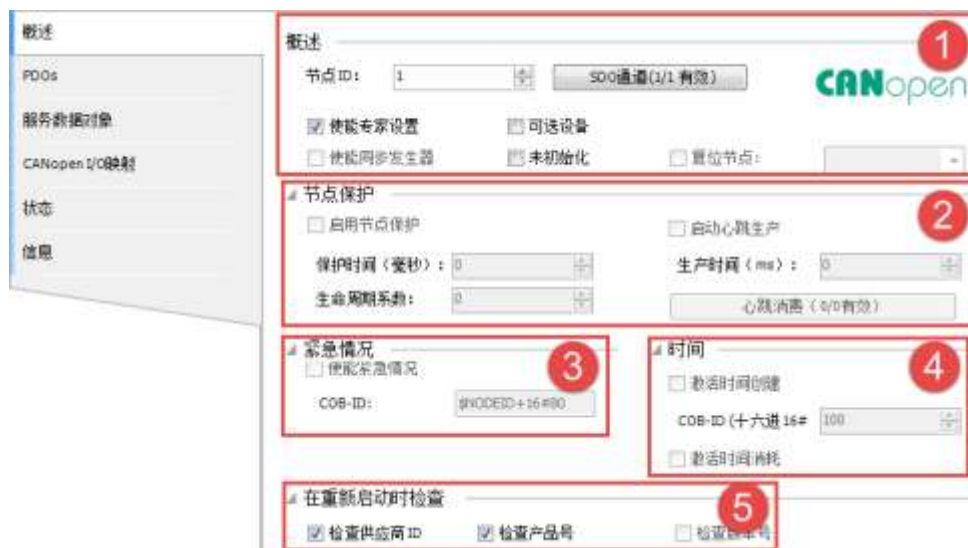 概述
PDOs
服务数据对象
CANopen I/O映射
状态
信息
概述 1
节点ID: 1 SDO通道(1/1 有效)
CANopen
使能专家设置 可选设备
使能同步发生器 未初始化 复位节点:
节点保护 2
启用节点保护 启动心跳生产
保护时间（毫秒）: 0 生产时间（ms）: 0
生命周期系数: 0 心跳消费（0/0有效）
紧急情况 3
使能紧急情况
COB-ID: $NODEID+16#80
时间 4
激活时间创建
COB-ID (十六进 16# 100
激活时间消耗
在重新启动时检查 5
检查供应商ID 检查产品号 检查版本号